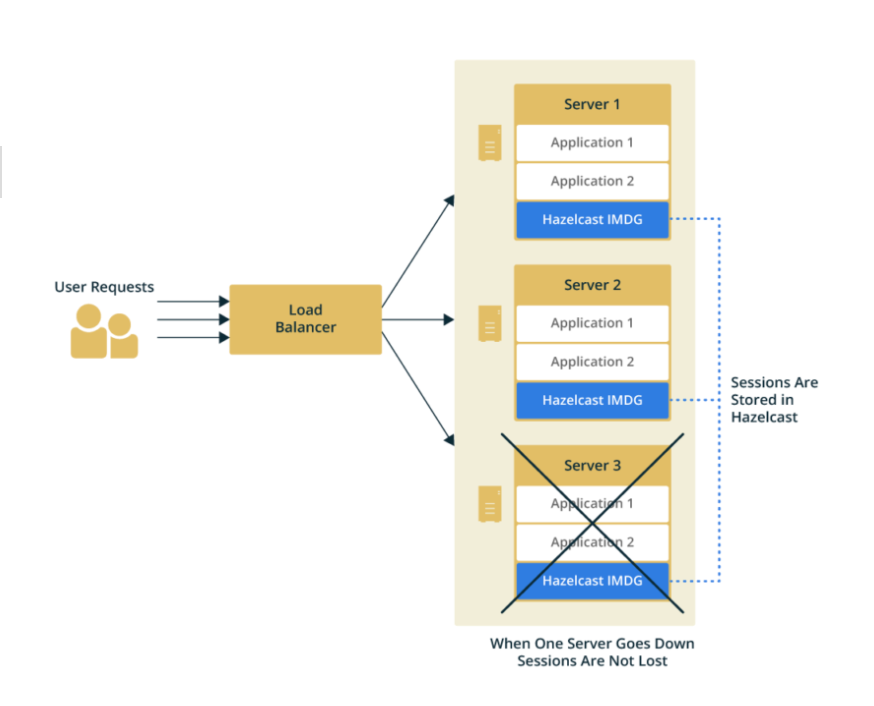 User Requests
Load
Balancer
Server 1
Application 1
Application 2
Hazelcast IMDG
Server 2
Application 1
Application 2
Hazelcast IMDG
Server 3
Application 1
Application 2
Hazelcast IMDG
Sessions Are
Stored in
Hazelcast
When One Server Goes Down
Sessions Are Not Lost